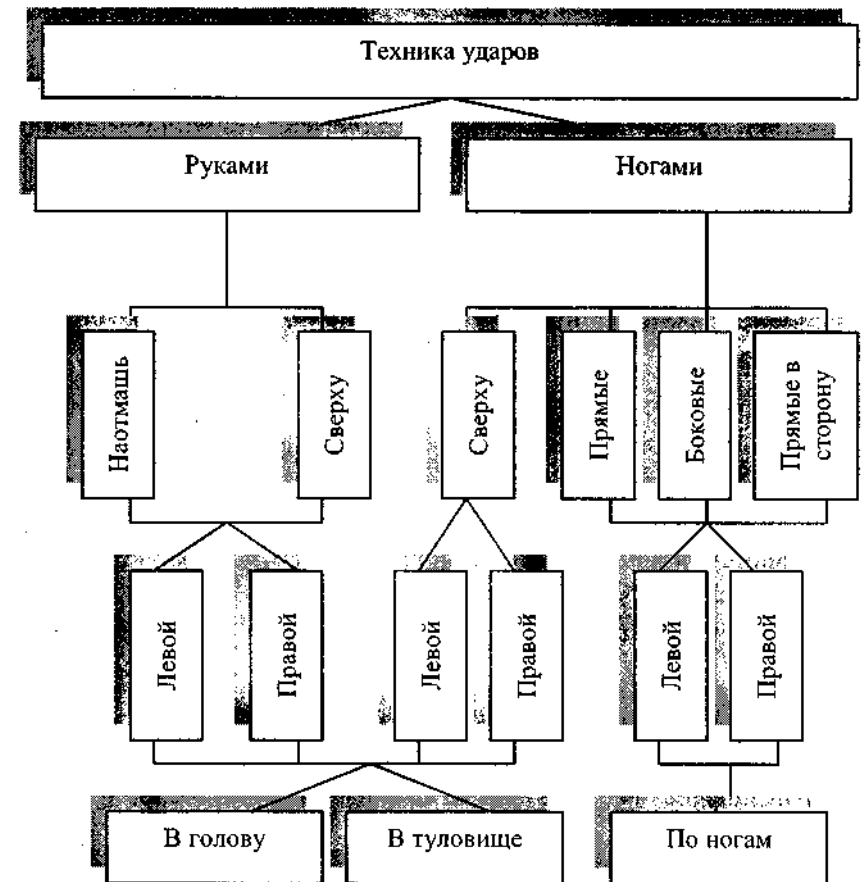 Техника ударов
Руками
Ногами
Наотмашь
Сверху
Сверху
Прямые
Боковые
Прямые в
сторону
Левой
Правой
Левой
Правой
Левой
Правой
В голову
В туловище
По ногам